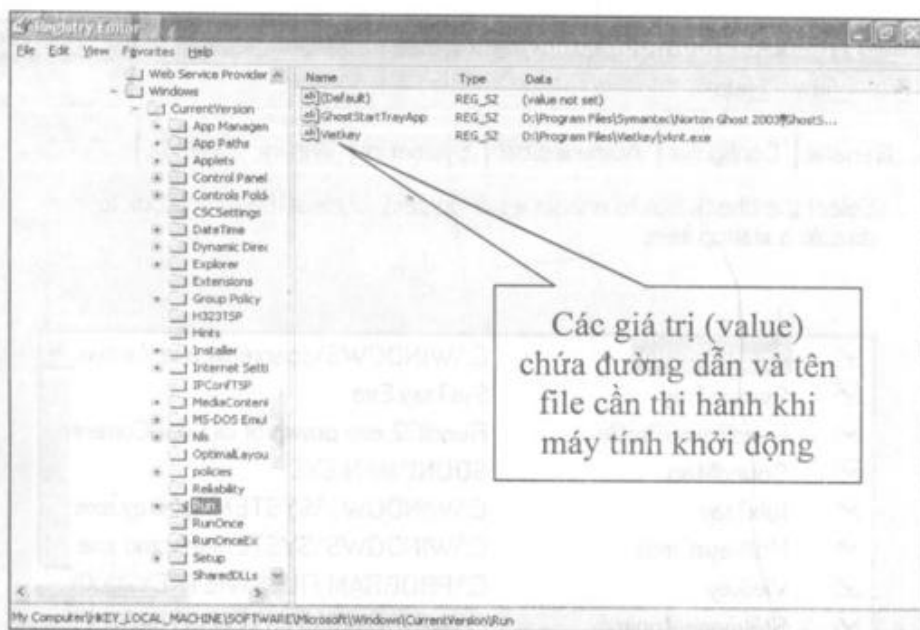 Registry Editor
File Edit View Favorites Help
Web Service Provider
Windows
CurrentVersion
App Managen
App Paths
Applets
Control Panel
Controls Fold
CSCSettings
DateTime
Dynamic Direc
Explorer
Extensions
Group Policy
H323TSP
Hints
Installer
Internet Setti
IPConfTSP
MediaContent
MS-DOS Emul
Nls
OptimalLayou
policies
Reliability
Run
RunOnce
RunOnceEx
Setup
SharedDLLs
Name Type Data
(Default) REG_SZ (value not set)
GhostStartTrayApp REG_SZ D:\Program Files\Symantec\Norton Ghost 2003\GhostS...
Vietkey REG_SZ D:\Program Files\Vietkey\vknt.exe
Các giá trị (value)
chứa đường dẫn và tên
file cần thi hành khi
máy tính khởi động
My Computer\HKEY_LOCAL_MACHINE\SOFTWARE\Microsoft\Windows\CurrentVersion\Run